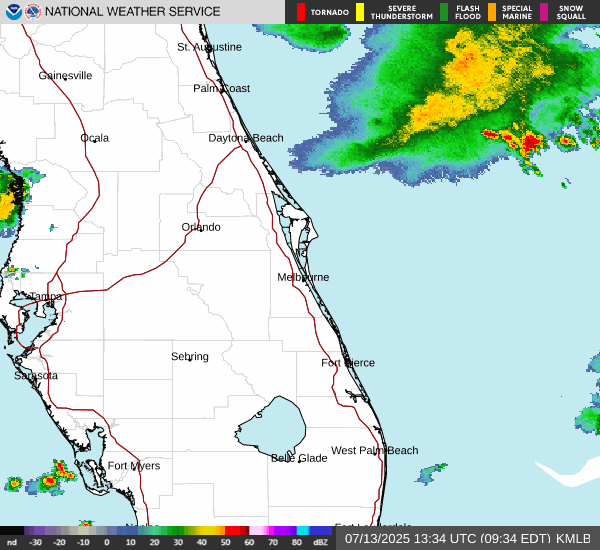 NATIONAL WEATHER SERVICE
TORNADO
SEVERE
THUNDERSTORM
FLASH
FLOOD
SPECIAL
MARINE
SNOW
SQUALL
St. Augustine
Gainesville
Palm Coast
Ocala
Daytona Beach
Orlando
Melbourne
Tampa
Sebring
Fort Pierce
Sarasota
West Palm Beach
Belle Glade
Fort Myers
Fort Lauderdale
nd -30 -20 -10 0 10 20 30 40 50 60 70 80 dBZ
07/13/2025 13:34 UTC (09:34 EDT) KMLB